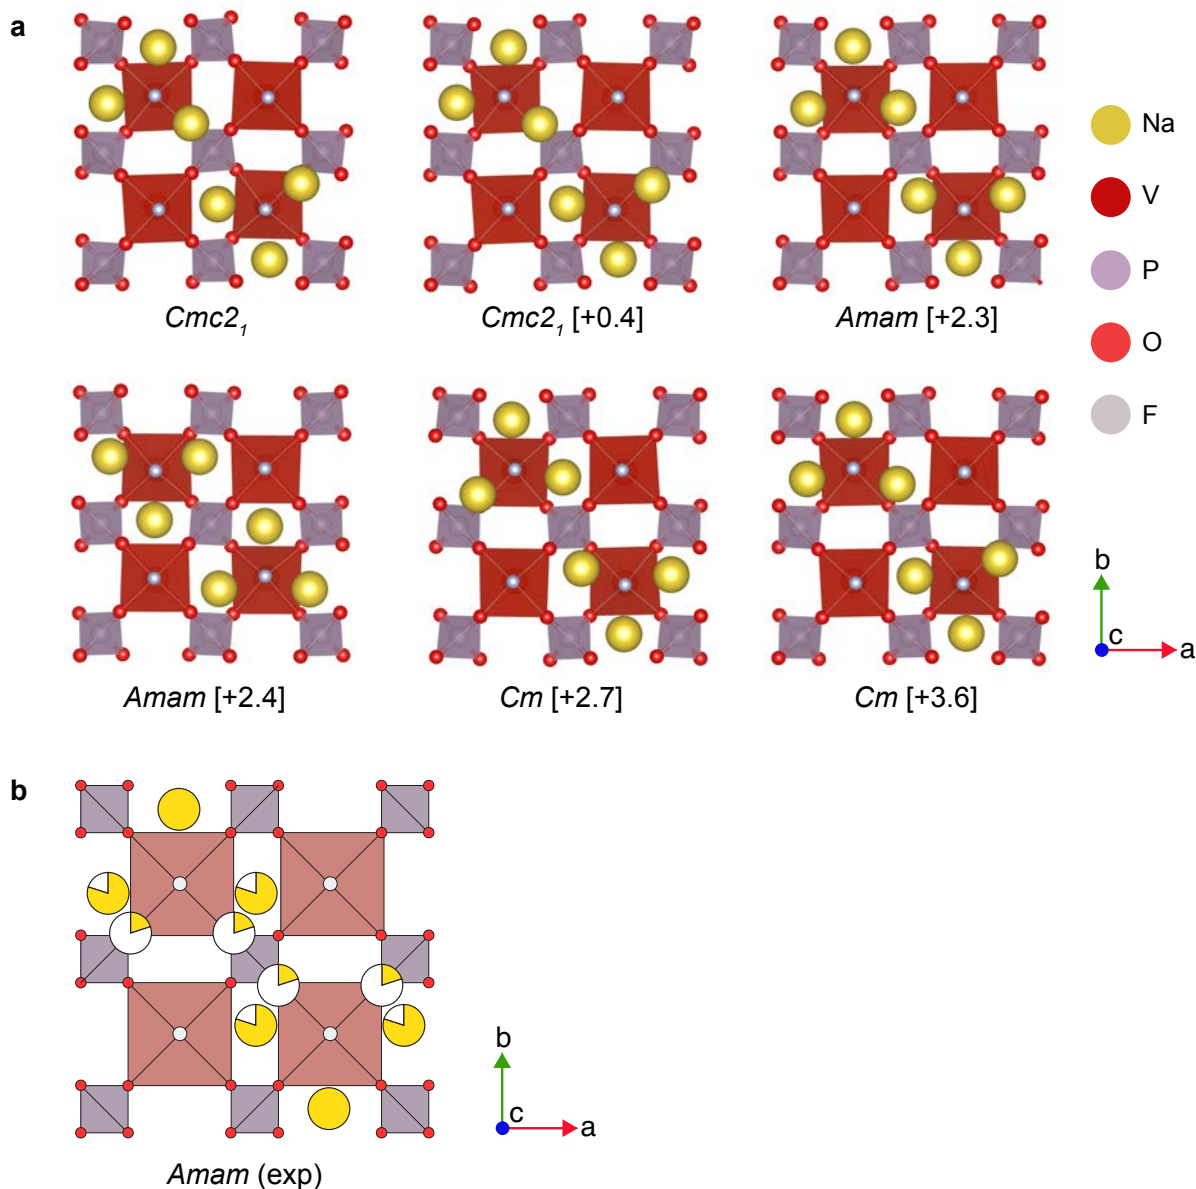 a
Na
V
P
O
F
Cmc2₁
Cmc2₁ [+0.4]
Amam [+2.3]
Amam [+2.4]
Cm [+2.7]
Cm [+3.6]
b
c
a
b
b
c
a
Amam (exp)